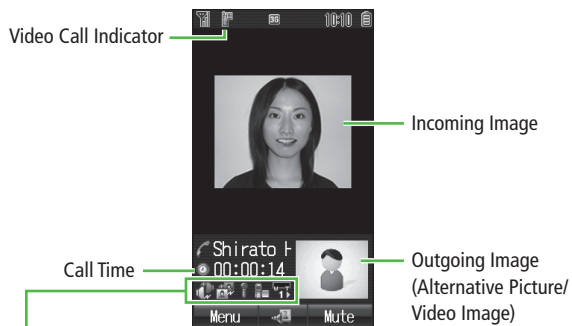 3G
10:10
Video Call Indicator
Incoming Image
Shirato H
Call Time
00:00:14
Outgoing Image
(Alternative Picture/
Video Image)
1
Menu
Mute